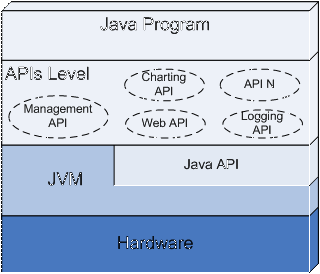 Java Program
APIs Level
Charting
API
API N
Management
API
Web API
Logging
API
Java API
JVM
Hardware